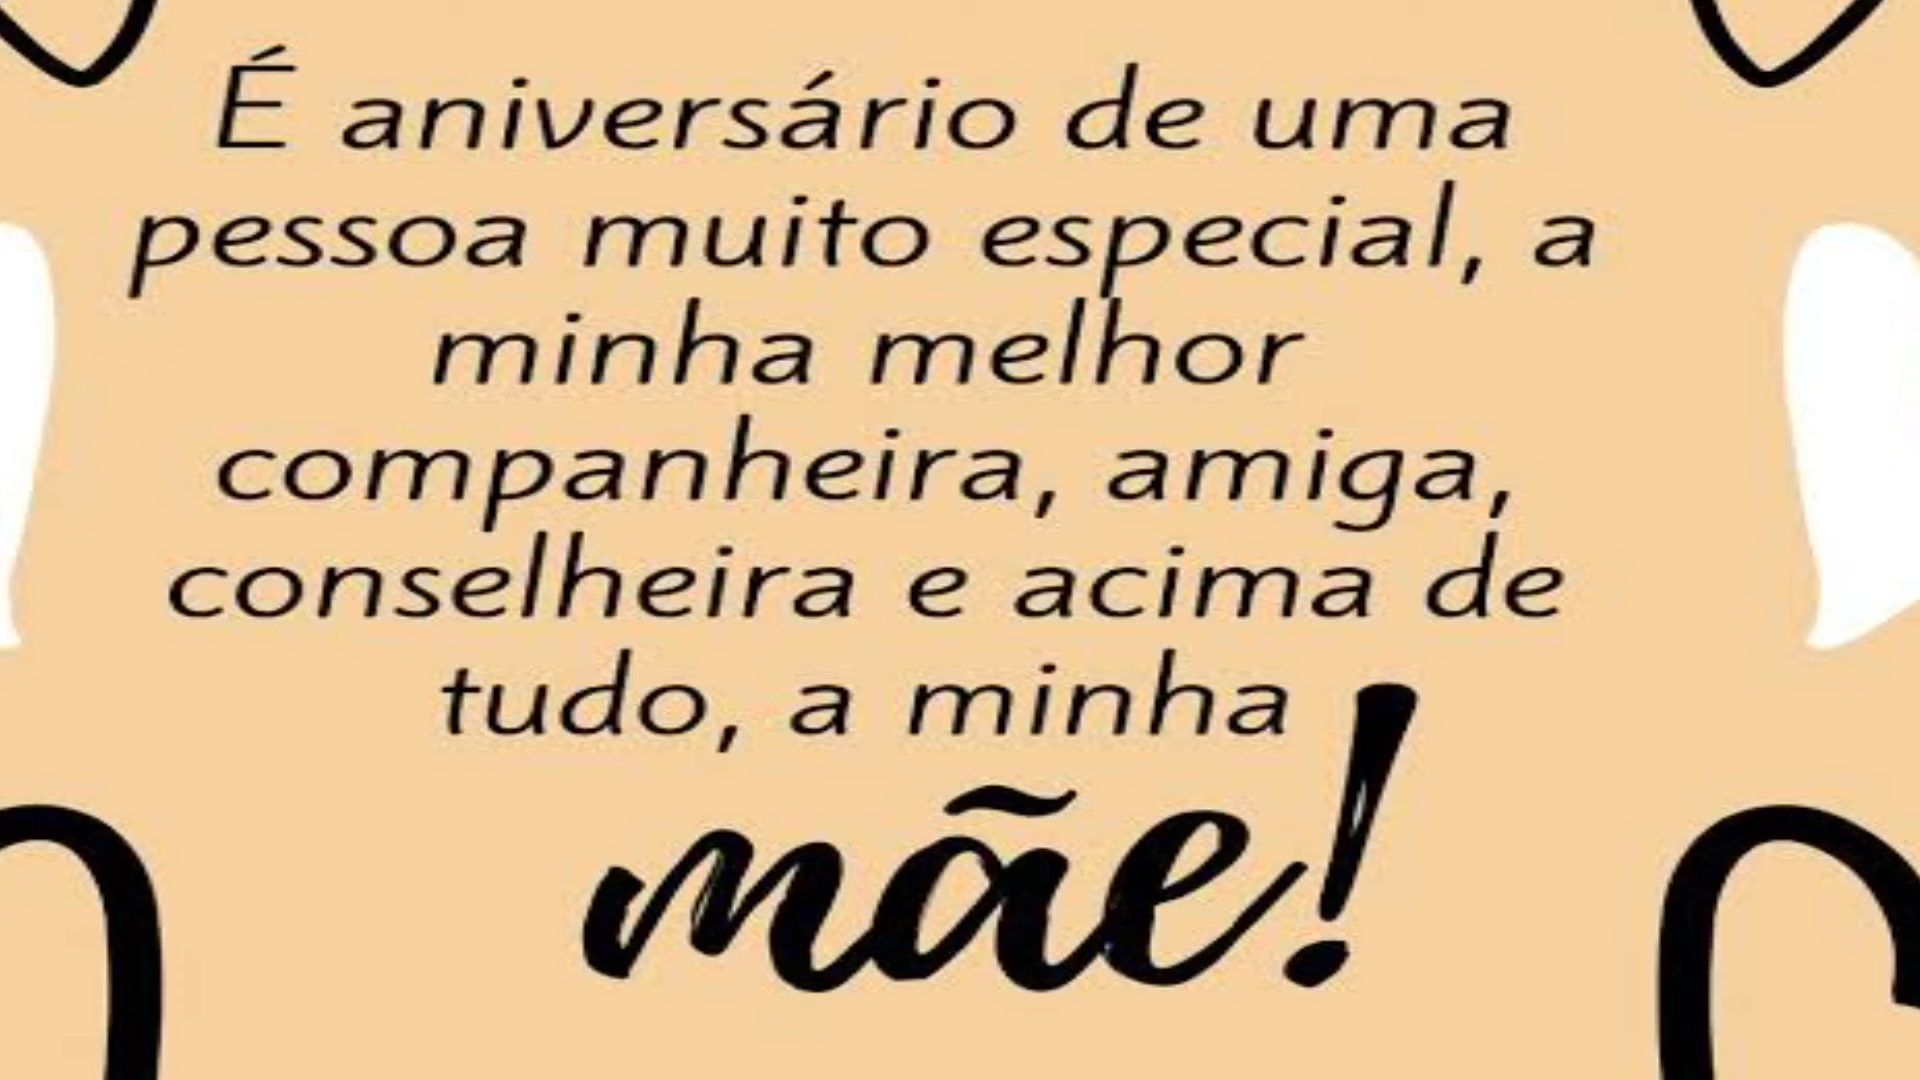 É aniversário de uma
pessoa muito especial, a
minha melhor
companheira, amiga,
conselheira e acima de
tudo, a minha
mãe!